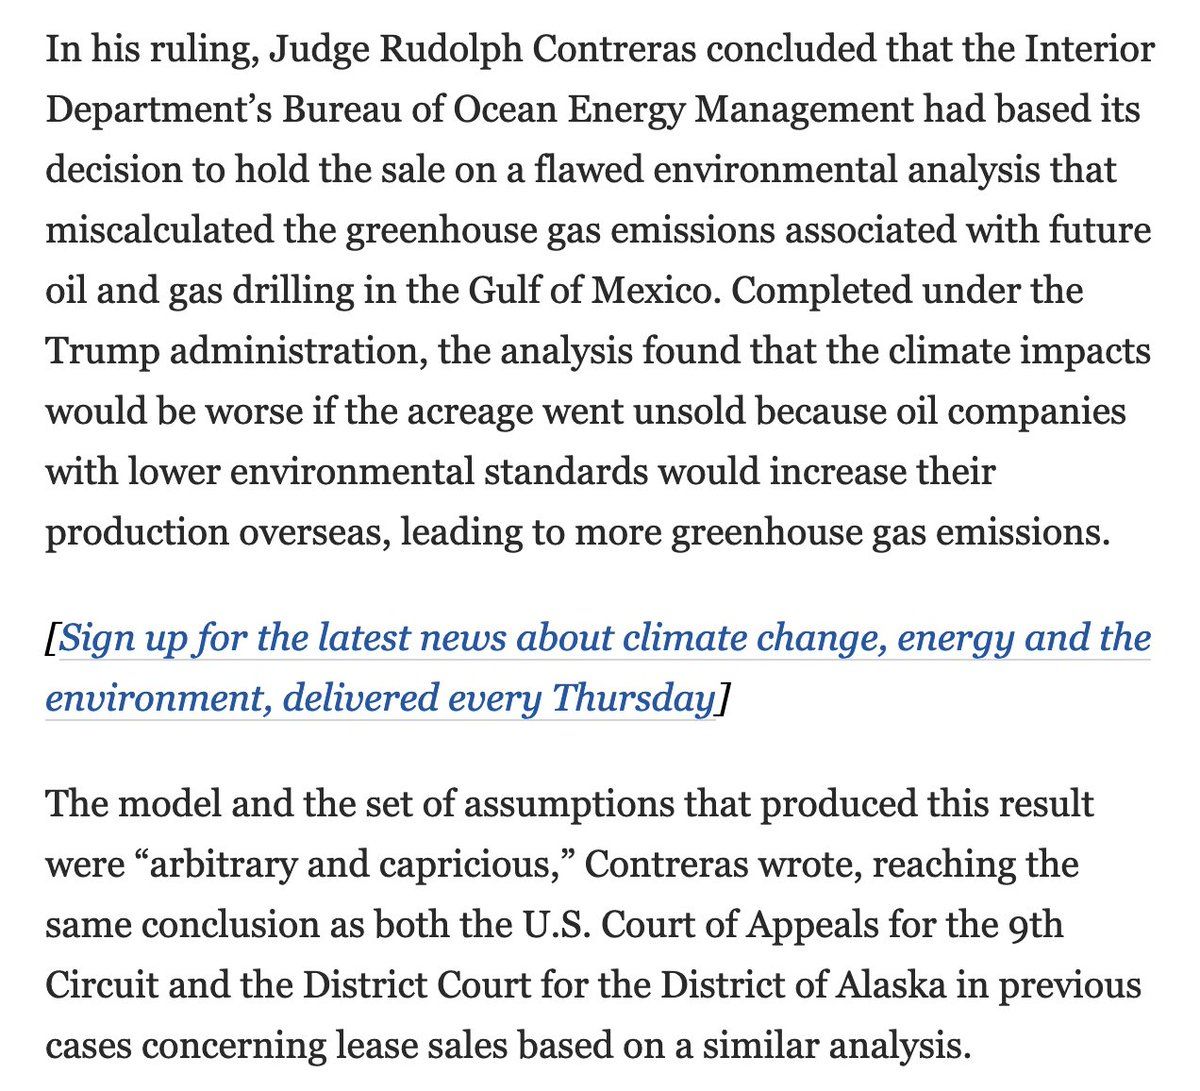 In his ruling, Judge Rudolph Contreras concluded that the Interior
Department’s Bureau of Ocean Energy Management had based its
decision to hold the sale on a flawed environmental analysis that
miscalculated the greenhouse gas emissions associated with future
oil and gas drilling in the Gulf of Mexico. Completed under the
Trump administration, the analysis found that the climate impacts
would be worse if the acreage went unsold because oil companies
with lower environmental standards would increase their
production overseas, leading to more greenhouse gas emissions.
[Sign up for the latest news about climate change, energy and the
environment, delivered every Thursday]
The model and the set of assumptions that produced this result
were “arbitrary and capricious,” Contreras wrote, reaching the
same conclusion as both the U.S. Court of Appeals for the 9th
Circuit and the District Court for the District of Alaska in previous
cases concerning lease sales based on a similar analysis.